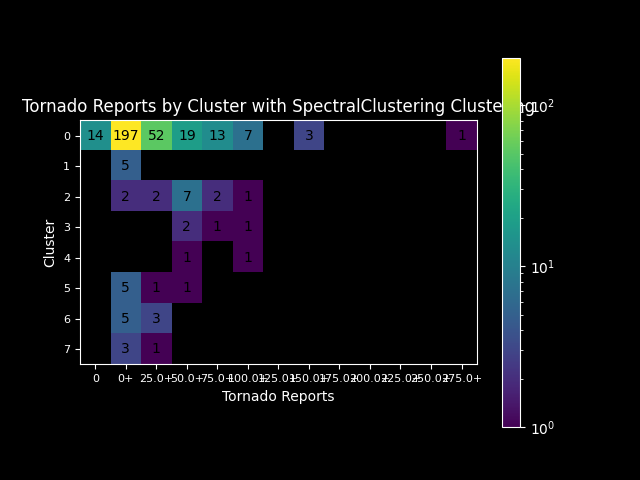 Tornado Reports by Cluster with SpectralClustering Clustering
0 14 197 52 19 13 7 3 1
1 5
2 2 2 7 2 1
3 2 1 1
4 1 1
5 5 1 1
6 5 3
7 3 1
0 0+ 25.0+ 50.0+ 75.0+ 100.0+ 125.0+ 150.0+ 175.0+ 200.0+ 225.0+ 250.0+ 275.0+
Tornado Reports
Cluster
10²
10¹
10⁰